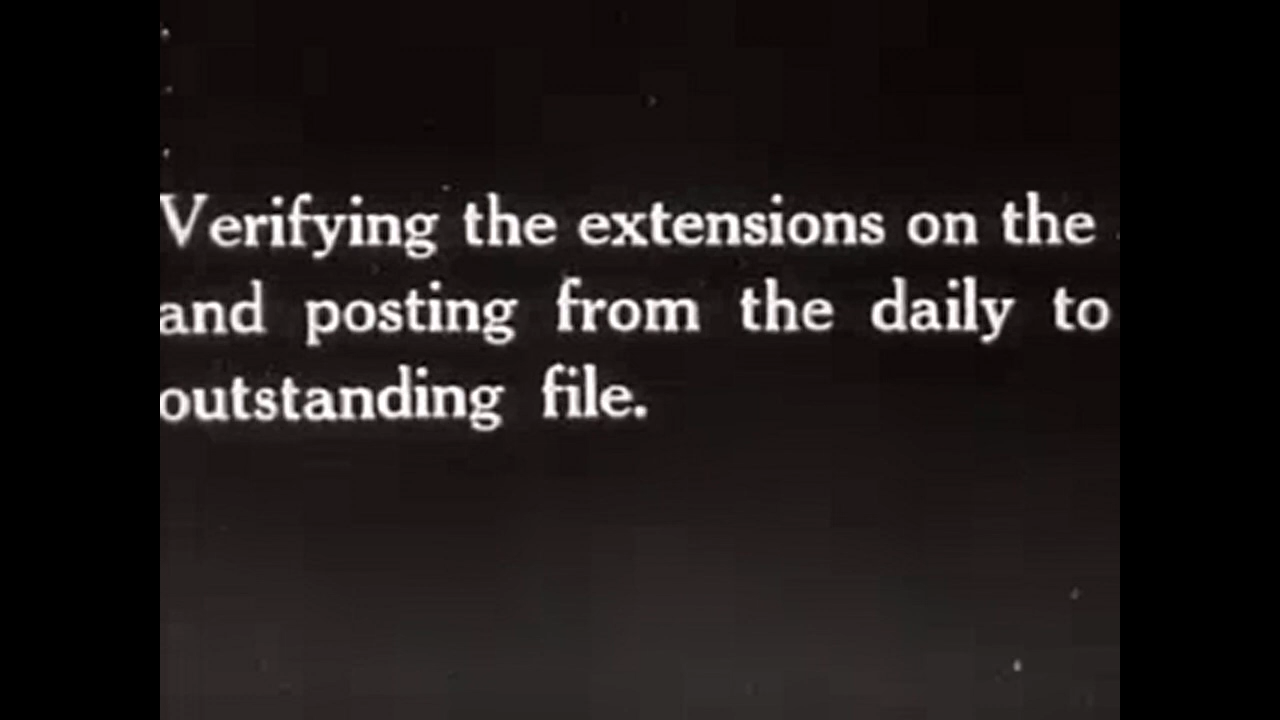 Verifying the extensions on the
and posting from the daily to
outstanding file.